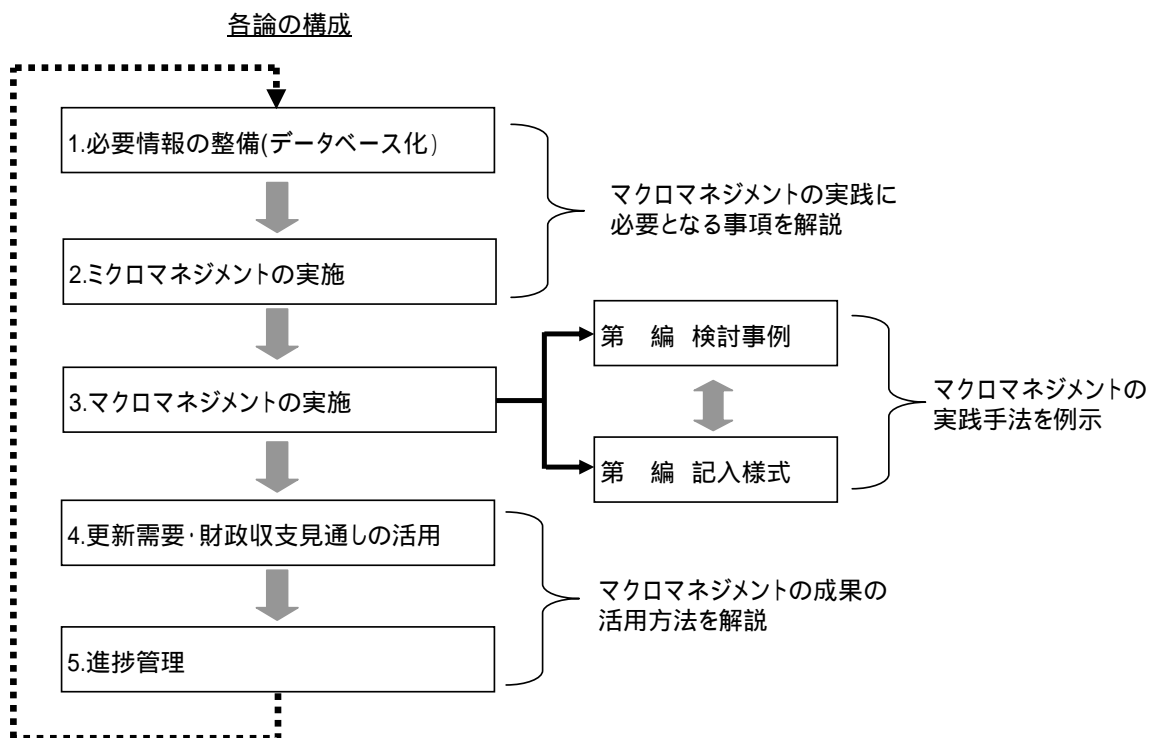 各論の構成
1.必要情報の整備(データベース化)
マクロマネジメントの実践に
必要となる事項を解説
2.ミクロマネジメントの実施
第　編 検討事例
3.マクロマネジメントの実施
マクロマネジメントの
実践手法を例示
第　編 記入様式
4.更新需要･財政収支見通しの活用
マクロマネジメントの成果の
活用方法を解説
5.進捗管理